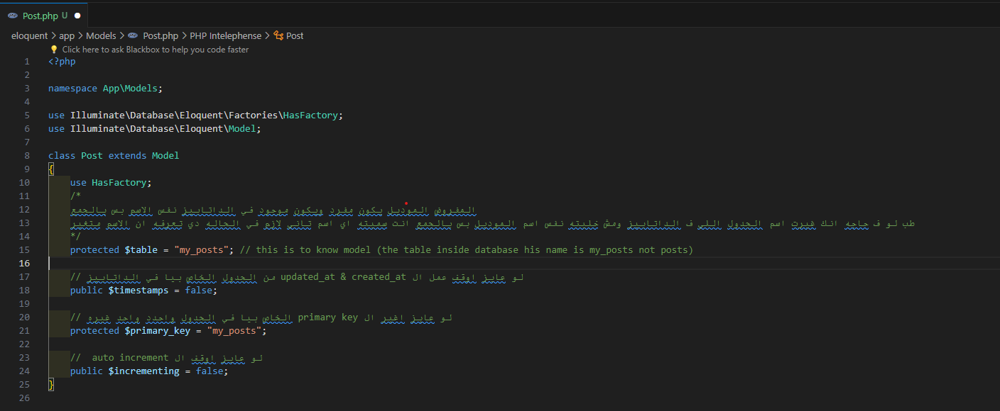 Post.php U
eloquent > app > Models > Post.php > PHP Intelephense > Post
Click here to ask Blackbox to help you code faster
1 <?php
2
3 namespace App\Models;
4
5 use Illuminate\Database\Eloquent\Factories\HasFactory;
6 use Illuminate\Database\Eloquent\Model;
7
8 class Post extends Model
9 {
10 use HasFactory;
11 /*
12 المفروض الموديل يكون مفرد ويكون موجود في الداتابيز نفس الاسم بس بالجمع
13 طب لو ف حاجه انك غيرت اسم الجدول اللي ف الداتابيز ومش خليته نفس اسم الموديل بس بالجمع انت سميته اي اسم تاني لازم في الحاله دي تعرفه ان الاسم متغير
14 */
15 protected $table = "my_posts"; // this is to know model (the table inside database his name is my_posts not posts)
16
17 // لو عايز اوقف عمل ال updated_at & created_at من الجدول الخاص بيا في الداتابيز
18 public $timestamps = false;
19
20 // لو عايز اغير ال primary key الخاص بيا في الجدول واحدد واحد غيره
21 protected $primary_key = "my_posts";
22
23 // لو عايز اوقف ال auto increment
24 public $incrementing = false;
25 }
26